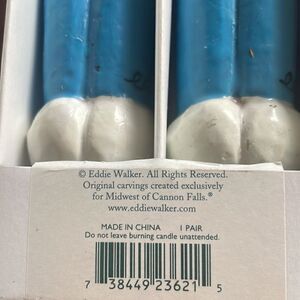 © Eddie Walker. All Rights Reserved.
Original carvings created exclusively
for Midwest of Cannon Falls.®
www.eddiewalker.com
MADE IN CHINA 1 PAIR
Do not leave burning candle unattended.
7 38449 23621 5